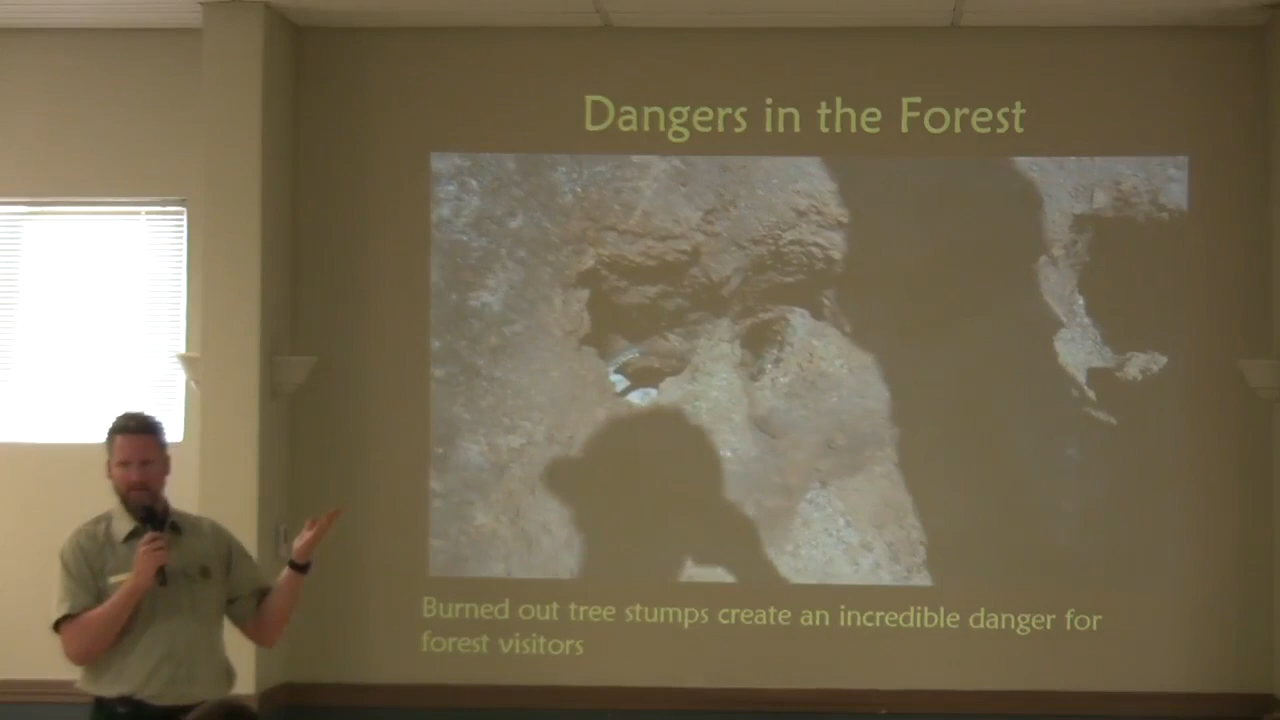 Dangers in the Forest
Burned out tree stumps create an incredible danger for
forest visitors